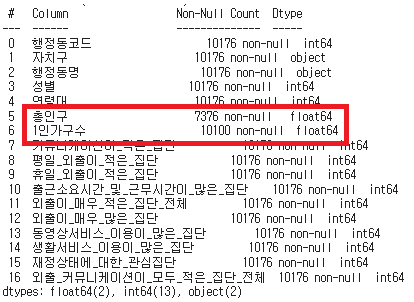 # Column Non-Null Count Dtype
--- ------ -------------- -----
0 행정동코드 10176 non-null int64
1 자치구 10176 non-null object
2 행정동명 10176 non-null object
3 성별 10176 non-null int64
4 연령대 10176 non-null int64
5 총인구 7376 non-null float64
6 1인가구수 10100 non-null float64
7 커뮤니케이션이_적은_집단 10176 non-null int64
8 평일_외출이_적은_집단 10176 non-null int64
9 휴일_외출이_적은_집단 10176 non-null int64
10 출근소요시간_및_근무시간이_많은_집단 10176 non-null int64
11 외출이_매우_적은_집단_전체 10176 non-null int64
12 외출이_매우_많은_집단 10176 non-null int64
13 동영상서비스_이용이_많은_집단 10176 non-null int64
14 생활서비스_이용이_많은_집단 10176 non-null int64
15 재정상태에_대한_관심집단 10176 non-null int64
16 외출_커뮤니케이션이_모두_적은_집단_전체 10176 non-null int64
dtypes: float64(2), int64(13), object(2)